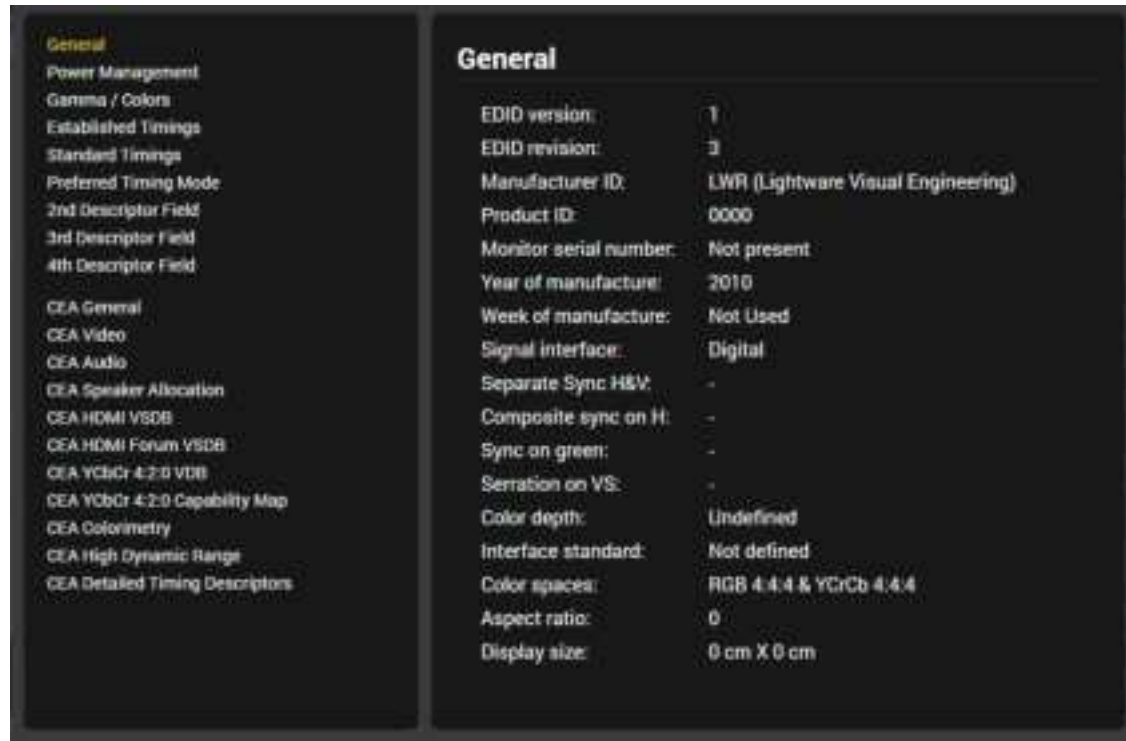 General
Power Management
Gamma / Colors
Established Timings
Standard Timings
Preferred Timing Mode
2nd Descriptor Field
3rd Descriptor Field
4th Descriptor Field
CEA General
CEA Video
CEA Audio
CEA Speaker Allocation
CEA HDMI VSDB
CEA HDMI Forum VSDB
CEA YCbCr 4:2:0 VDB
CEA YCbCr 4:2:0 Capability Map
CEA Colorimetry
CEA High Dynamic Range
CEA Detailed Timing Descriptors
General
EDID version: 1
EDID revision: 3
Manufacturer ID: LWR (Lightware Visual Engineering)
Product ID: 0000
Monitor serial number: Not present
Year of manufacture: 2010
Week of manufacture: Not Used
Signal interface: Digital
Separate Sync H&V: -
Composite sync on H: -
Sync on green: -
Serration on VS: -
Color depth: Undefined
Interface standard: Not defined
Color spaces: RGB 4:4:4 & YCrCb 4:4:4
Aspect ratio: 0
Display size: 0 cm X 0 cm